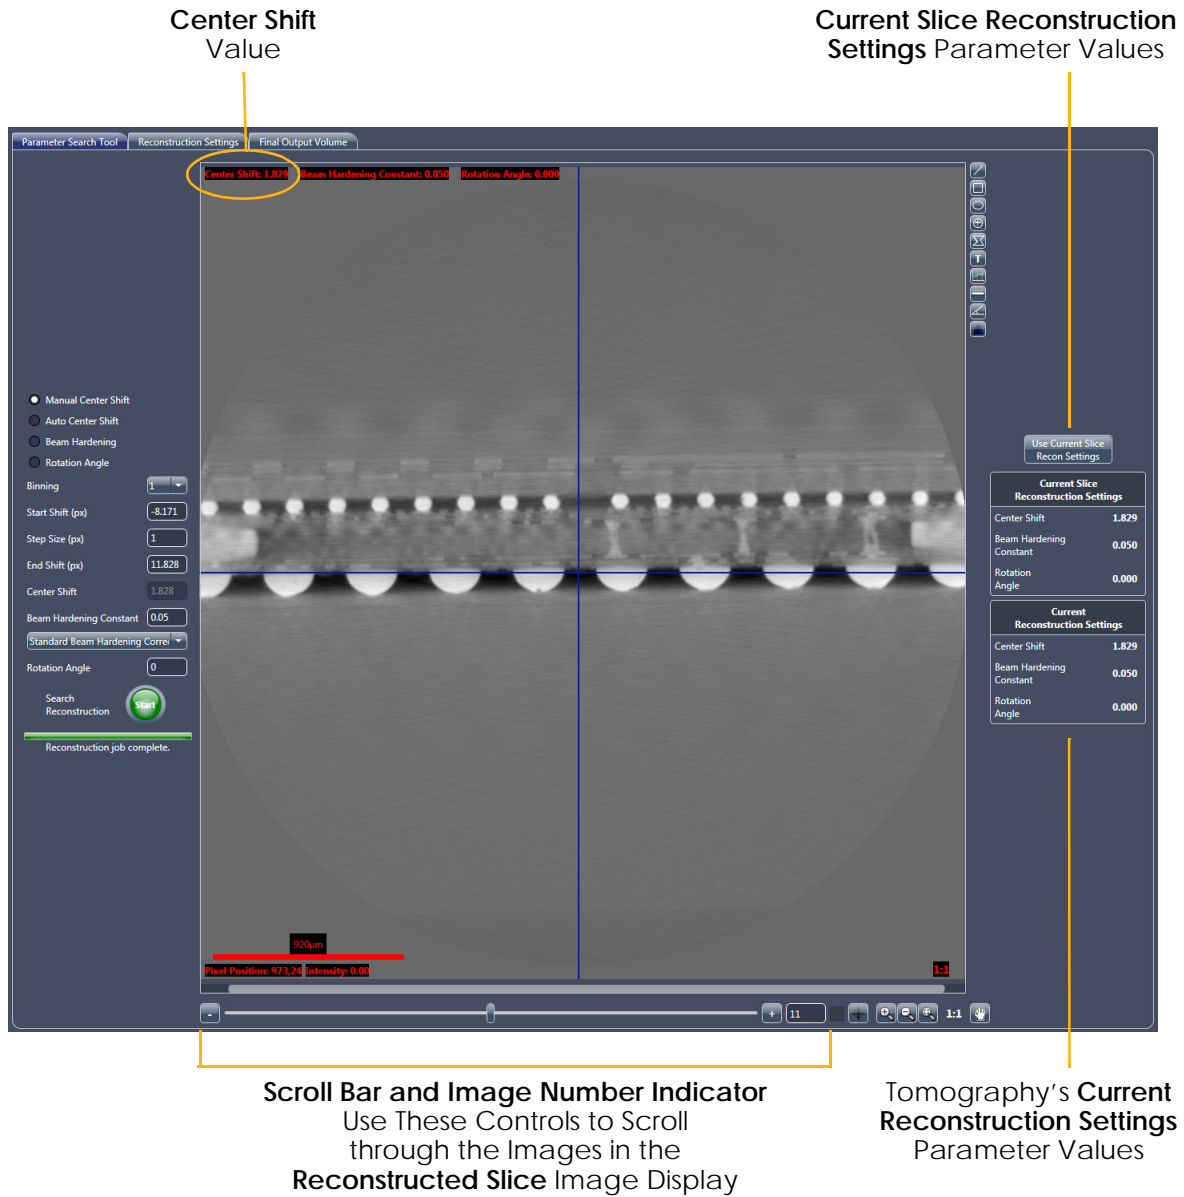 Center Shift
Value
Current Slice Reconstruction
Settings Parameter Values
Parameter Search Tool
Reconstruction Settings
Final Output Volume
Center Shift: 1.829
Beam Hardening Constant: 0.050
Rotation Angle: 0.000
T
Manual Center Shift
Auto Center Shift
Beam Hardening
Rotation Angle
Binning 1
Start Shift (px) -8.171
Step Size (px) 1
End Shift (px) 11.828
Center Shift 1.828
Beam Hardening Constant 0.05
Standard Beam Hardening Correc
Rotation Angle 0
Search
Reconstruction
Start
Reconstruction job complete.
Use Current Slice
Recon Settings
Current Slice
Reconstruction Settings
Center Shift 1.829
Beam Hardening
Constant 0.050
Rotation
Angle 0.000
Current
Reconstruction Settings
Center Shift 1.829
Beam Hardening
Constant 0.050
Rotation
Angle 0.000
920µm
Pixel Position: 973,24 Intensity: 0.00
1:1
- + 11 1:1
Scroll Bar and Image Number Indicator
Use These Controls to Scroll
through the Images in the
Reconstructed Slice Image Display
Tomography's Current
Reconstruction Settings
Parameter Values